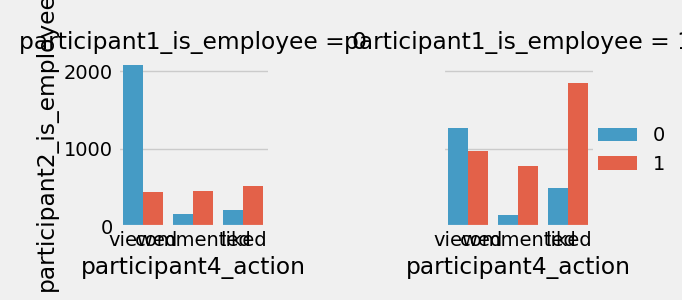 participant1_is_employee = 0
participant1_is_employee = 1
participant2_is_employee
2000
1000
0
viewed
commented
liked
viewed
commented
liked
participant4_action
participant4_action
0
1